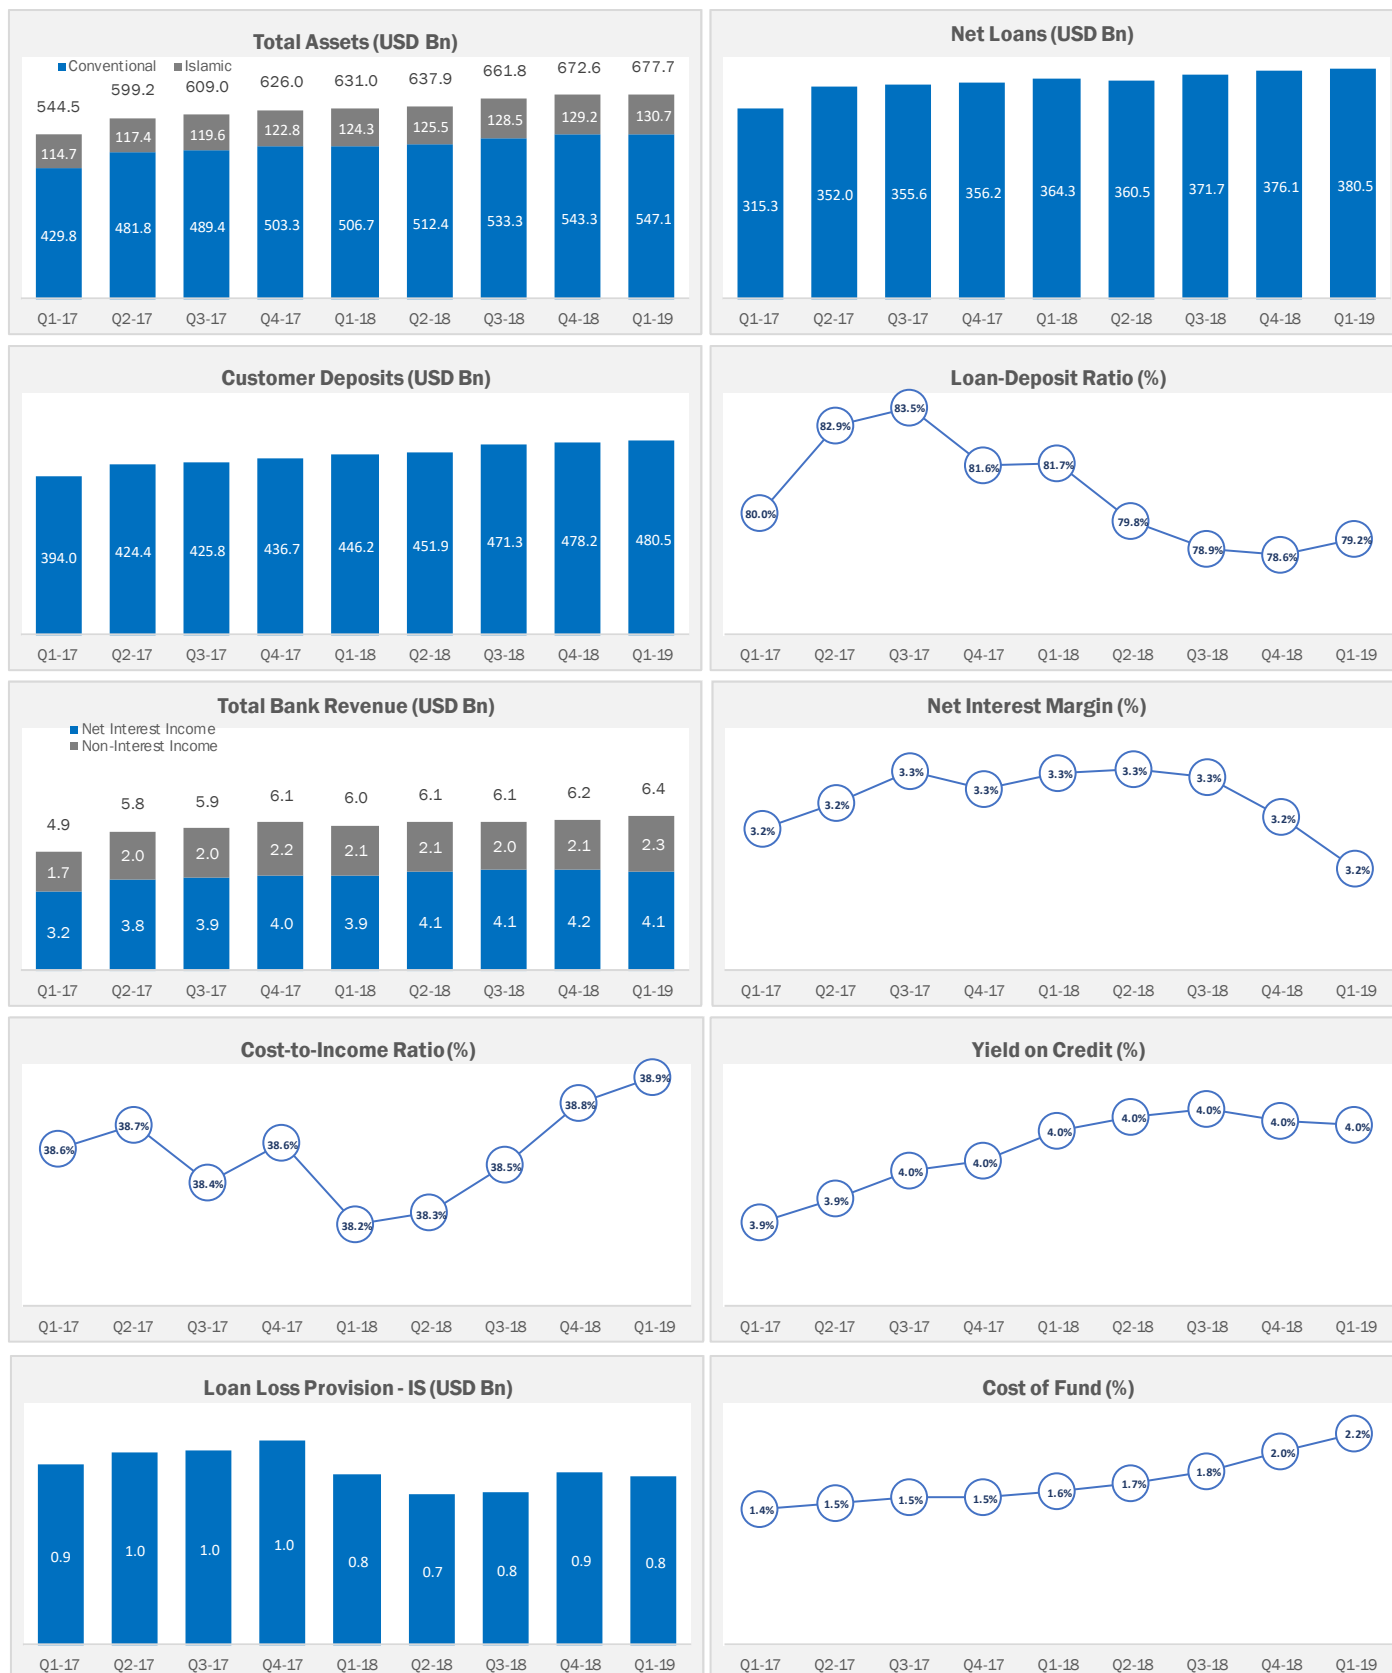 Total Assets (USD Bn)
Conventional Islamic
544.5 599.2 609.0 626.0 631.0 637.9 661.8 672.6 677.7
114.7 117.4 119.6 122.8 124.3 125.5 128.5 129.2 130.7
429.8 481.8 489.4 503.3 506.7 512.4 533.3 543.3 547.1
Q1-17 Q2-17 Q3-17 Q4-17 Q1-18 Q2-18 Q3-18 Q4-18 Q1-19
Net Loans (USD Bn)
315.3 352.0 355.6 356.2 364.3 360.5 371.7 376.1 380.5
Q1-17 Q2-17 Q3-17 Q4-17 Q1-18 Q2-18 Q3-18 Q4-18 Q1-19
Customer Deposits (USD Bn)
394.0 424.4 425.8 436.7 446.2 451.9 471.3 478.2 480.5
Q1-17 Q2-17 Q3-17 Q4-17 Q1-18 Q2-18 Q3-18 Q4-18 Q1-19
Loan-Deposit Ratio (%)
80.0% 82.9% 83.5% 81.6% 81.7% 79.8% 78.9% 78.6% 79.2%
Q1-17 Q2-17 Q3-17 Q4-17 Q1-18 Q2-18 Q3-18 Q4-18 Q1-19
Total Bank Revenue (USD Bn)
Net Interest Income
Non-Interest Income
4.9 5.8 5.9 6.1 6.0 6.1 6.1 6.2 6.4
1.7 2.0 2.0 2.2 2.1 2.1 2.0 2.1 2.3
3.2 3.8 3.9 4.0 3.9 4.1 4.1 4.2 4.1
Q1-17 Q2-17 Q3-17 Q4-17 Q1-18 Q2-18 Q3-18 Q4-18 Q1-19
Net Interest Margin (%)
3.2% 3.2% 3.3% 3.3% 3.3% 3.3% 3.3% 3.2% 3.2%
Q1-17 Q2-17 Q3-17 Q4-17 Q1-18 Q2-18 Q3-18 Q4-18 Q1-19
Cost-to-Income Ratio (%)
38.6% 38.7% 38.4% 38.6% 38.2% 38.3% 38.5% 38.8% 38.9%
Q1-17 Q2-17 Q3-17 Q4-17 Q1-18 Q2-18 Q3-18 Q4-18 Q1-19
Yield on Credit (%)
3.9% 3.9% 4.0% 4.0% 4.0% 4.0% 4.0% 4.0% 4.0%
Q1-17 Q2-17 Q3-17 Q4-17 Q1-18 Q2-18 Q3-18 Q4-18 Q1-19
Loan Loss Provision - IS (USD Bn)
0.9 1.0 1.0 1.0 0.8 0.7 0.8 0.9 0.8
Q1-17 Q2-17 Q3-17 Q4-17 Q1-18 Q2-18 Q3-18 Q4-18 Q1-19
Cost of Fund (%)
1.4% 1.5% 1.5% 1.5% 1.6% 1.7% 1.8% 2.0% 2.2%
Q1-17 Q2-17 Q3-17 Q4-17 Q1-18 Q2-18 Q3-18 Q4-18 Q1-19